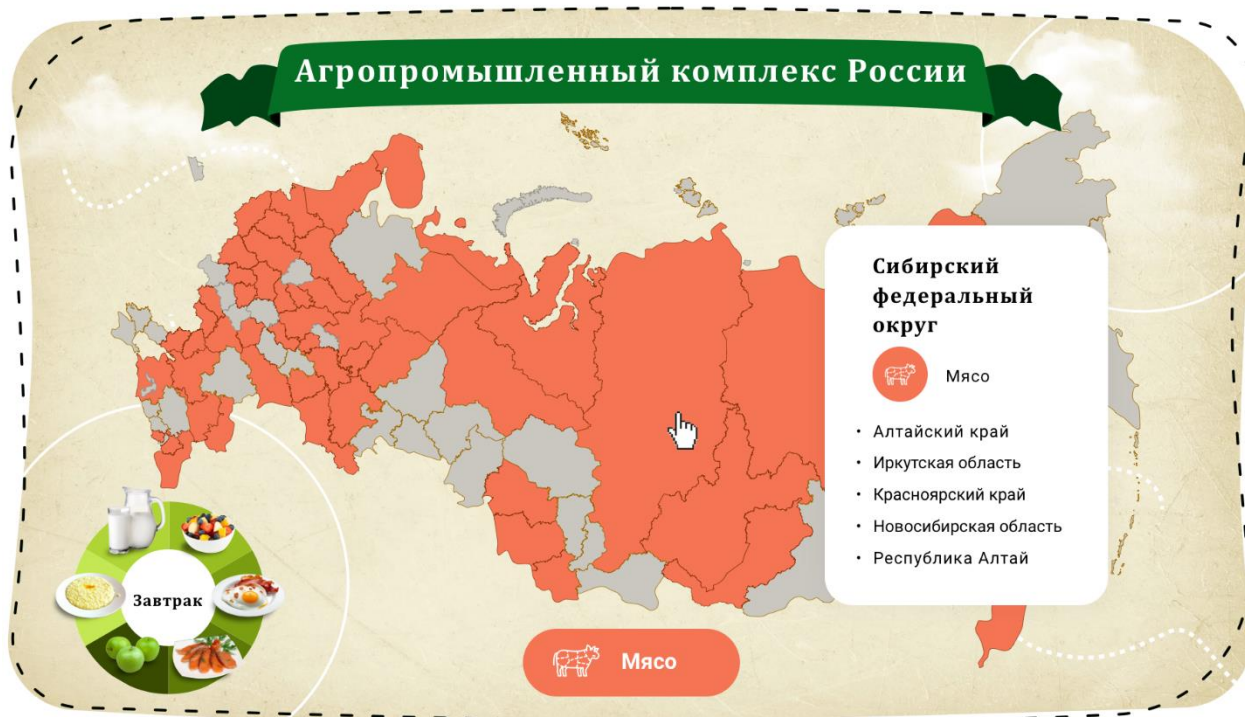 Агропромышленный комплекс России
Сибирский
федеральный
округ
Мясо
• Алтайский край
• Иркутская область
• Красноярский край
• Новосибирская область
• Республика Алтай
Завтрак
Мясо